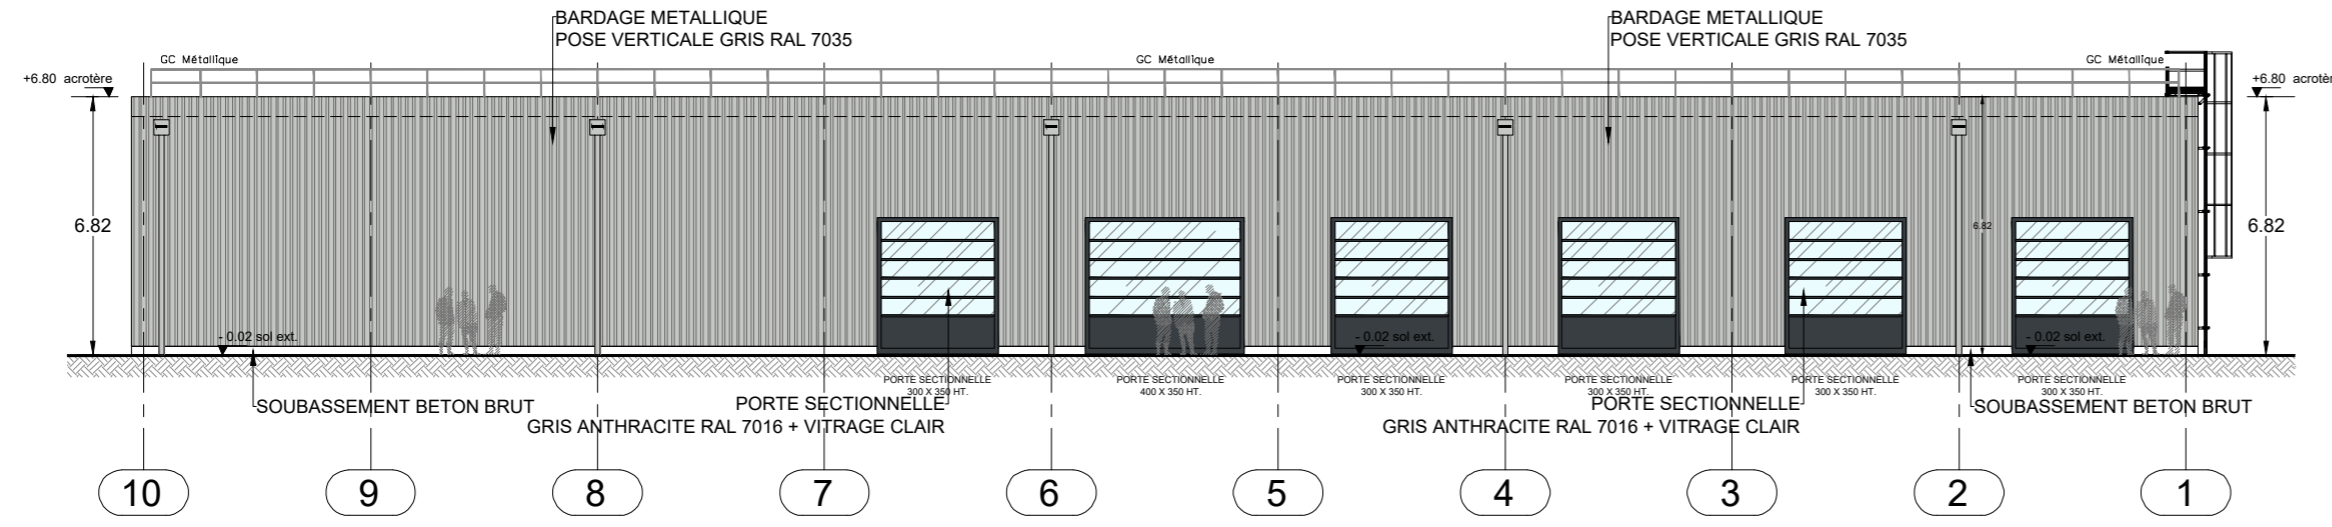 BARDAGE METALLIQUE
POSE VERTICALE GRIS RAL 7035
BARDAGE METALLIQUE
POSE VERTICALE GRIS RAL 7035
GC Métallique
GC Métallique
GC Métallique
+6.80 acrotère
+6.80 acrotère
6.82
6.82
6.82
- 0.02 sol ext.
- 0.02 sol ext.
- 0.02 sol ext.
PORTE SECTIONNELLE
300 X 350 HT.
PORTE SECTIONNELLE
400 X 350 HT.
PORTE SECTIONNELLE
300 X 350 HT.
PORTE SECTIONNELLE
300 X 350 HT.
PORTE SECTIONNELLE
300 X 350 HT.
PORTE SECTIONNELLE
300 X 350 HT.
SOUBASSEMENT BETON BRUT
PORTE SECTIONNELLE
GRIS ANTHRACITE RAL 7016 + VITRAGE CLAIR
PORTE SECTIONNELLE
GRIS ANTHRACITE RAL 7016 + VITRAGE CLAIR
SOUBASSEMENT BETON BRUT
10 9 8 7 6 5 4 3 2 1